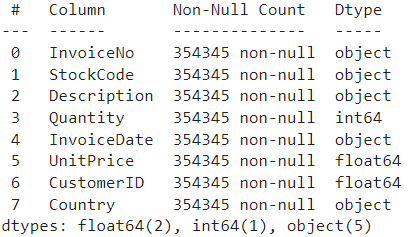 #   Column       Non-Null Count   Dtype
---  ------       --------------   -----
0   InvoiceNo    354345 non-null  object
1   StockCode    354345 non-null  object
2   Description  354345 non-null  object
3   Quantity     354345 non-null  int64
4   InvoiceDate  354345 non-null  object
5   UnitPrice    354345 non-null  float64
6   CustomerID   354345 non-null  float64
7   Country      354345 non-null  object
dtypes: float64(2), int64(1), object(5)